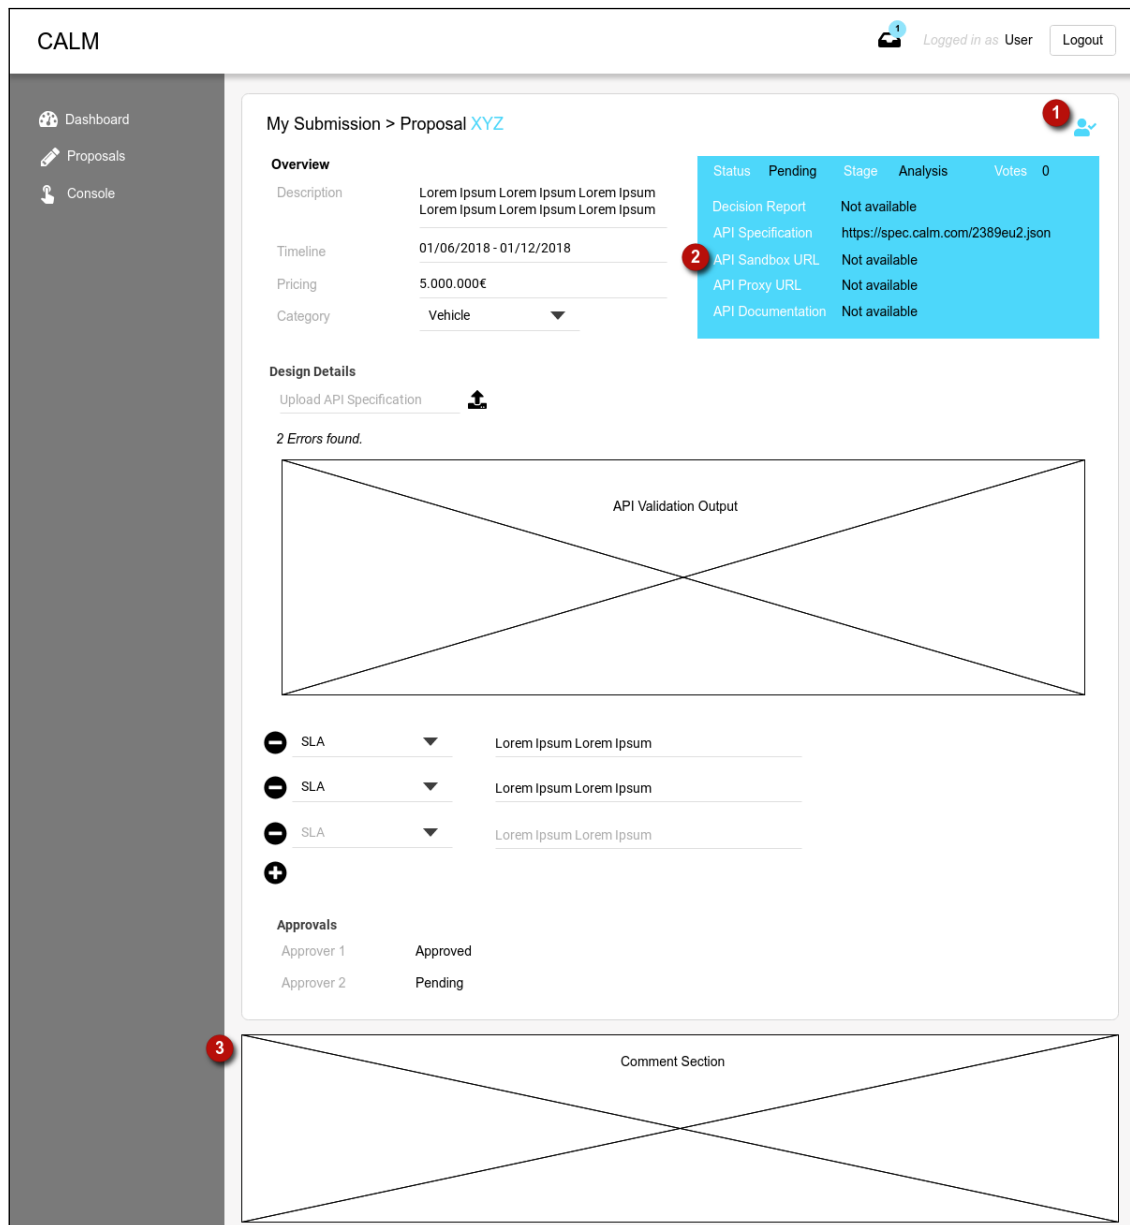 CALM
1
Logged in as User
Logout
Dashboard
Proposals
Console
My Submission > Proposal XYZ
1
Overview
Description
Lorem Ipsum Lorem Ipsum Lorem Ipsum
Lorem Ipsum Lorem Ipsum Lorem Ipsum
Timeline
01/06/2018 - 01/12/2018
Pricing
5.000.000€
Category
Vehicle
Status Pending Stage Analysis Votes 0
Decision Report Not available
API Specification https://spec.calm.com/2389eu2.json
2
API Sandbox URL Not available
API Proxy URL Not available
API Documentation Not available
Design Details
Upload API Specification
2 Errors found.
API Validation Output
SLA Lorem Ipsum Lorem Ipsum
SLA Lorem Ipsum Lorem Ipsum
SLA Lorem Ipsum Lorem Ipsum
Approvals
Approver 1 Approved
Approver 2 Pending
3
Comment Section